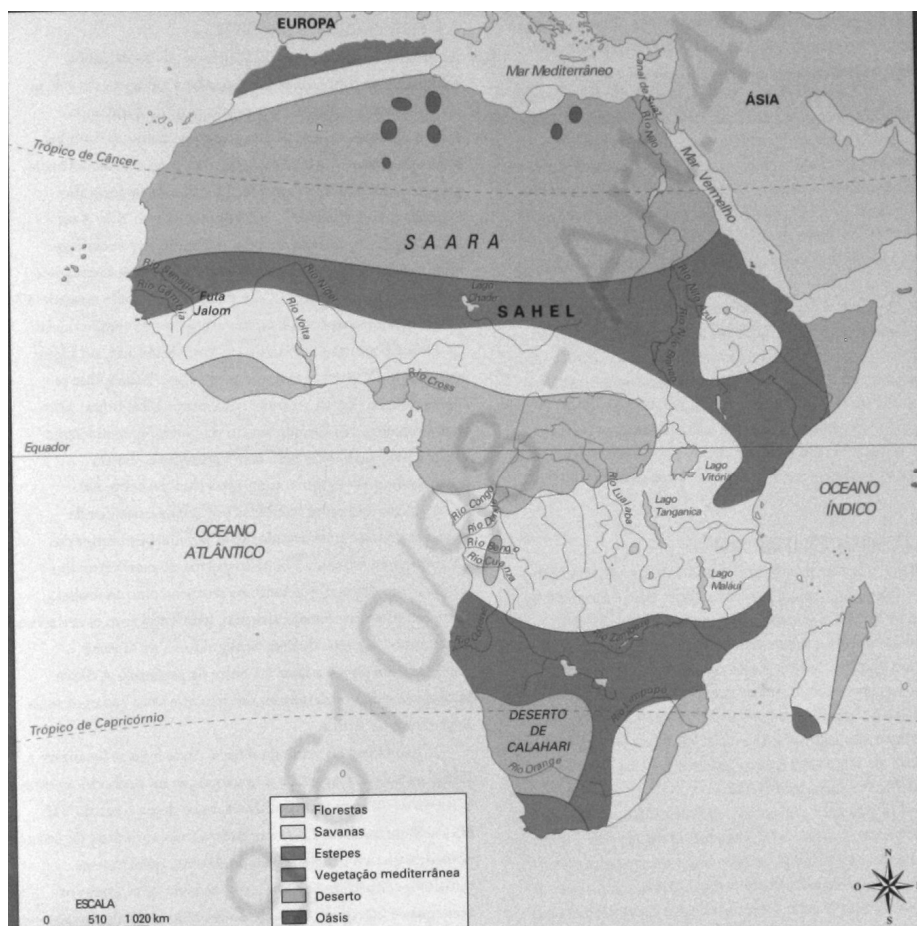 EUROPA
Mar Mediterrâneo
Canal de Suez
ÁSIA
Rio Nilo
Trópico de Câncer
Mar Vermelho
SAARA
Rio Senegal
Rio Gâmbia
Futa
Jalom
Rio Níger
Rio Volta
Lago
Chade
SAHEL
Rio Nilo Azul
Rio Nilo Branco
Rio Cross
Equador
Lago
Vitória
OCEANO
ÍNDICO
OCEANO
ATLÂNTICO
Rio Congo
Rio Bengo
Rio Cuanza
Rio Lualaba
Lago
Tanganica
Lago
Maláui
Rio Cunene
Rio Zambeze
Rio Limpopo
Trópico de Capricórnio
DESERTO
DE
CALAHARI
Rio Orange
Florestas
Savanas
Estepes
Vegetação mediterrânea
Deserto
Oásis
ESCALA
0 510 1 020 km
N
O
E
S